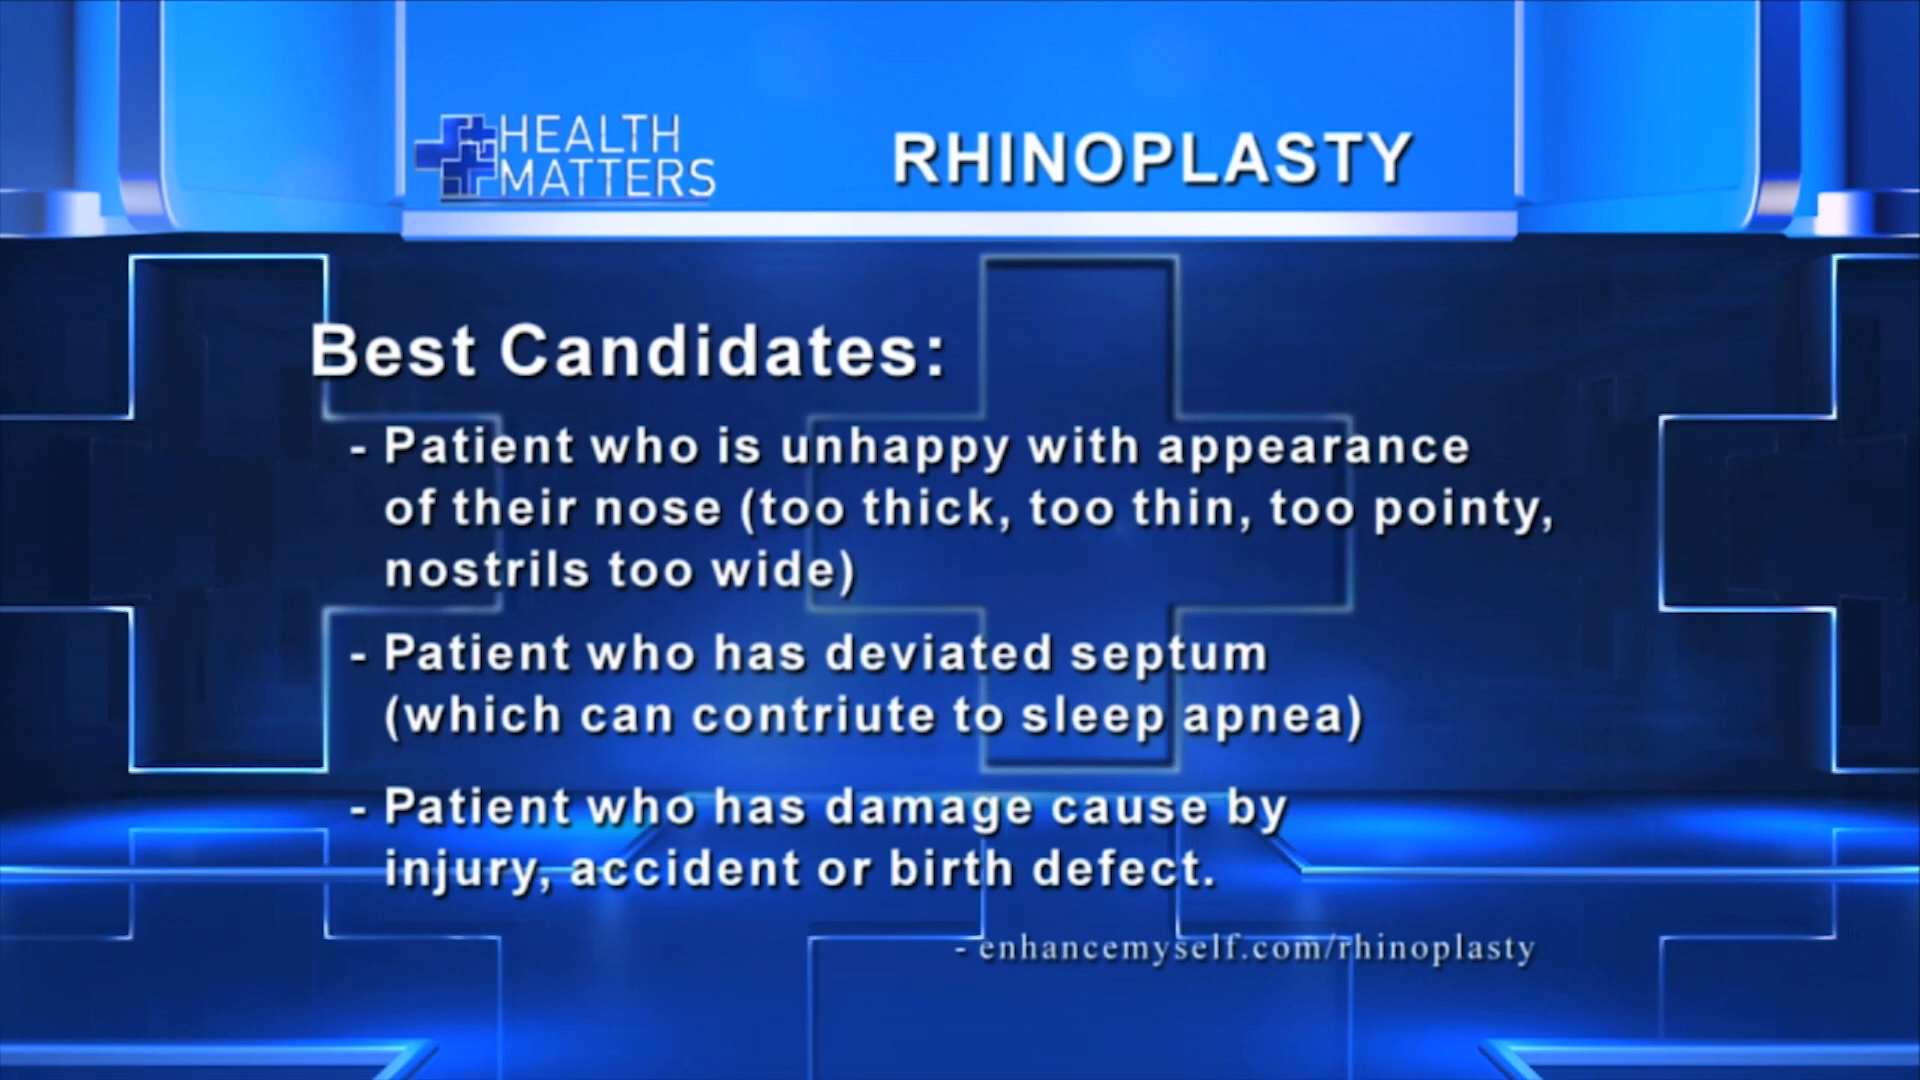 HEALTH
MATTERS
RHINOPLASTY
Best Candidates:
- Patient who is unhappy with appearance
of their nose (too thick, too thin, too pointy,
nostrils too wide)
- Patient who has deviated septum
(which can contriute to sleep apnea)
- Patient who has damage cause by
injury, accident or birth defect.
- enhancemyself.com/rhinoplasty